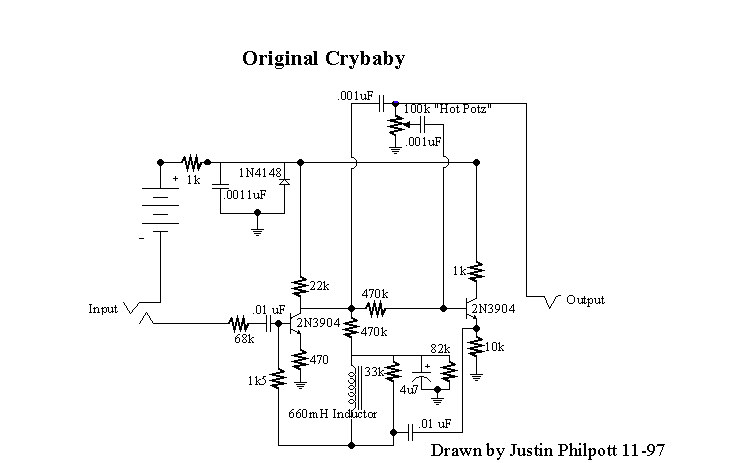 Original Crybaby
.001uF
100k "Hot Potz"
.001uF
+
1k
1N4148
.0011uF
-
22k
1k
470k
Input
.01 uF
2N3904
2N3904
Output
68k
470k
470
82k
10k
1k5
33k
+
4u7
660mH Inductor
.01 uF
Drawn by Justin Philpott 11-97